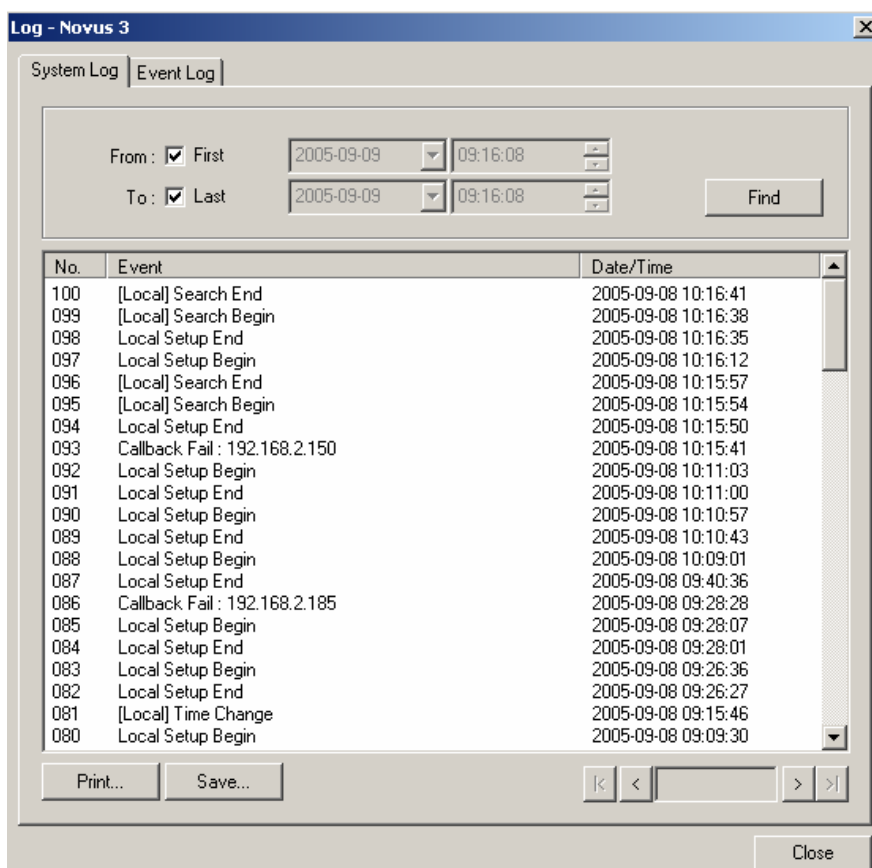 Log - Novus 3
System Log Event Log
From : First 2005-09-09 09:16:08
To : Last 2005-09-09 09:16:08
Find
No. Event Date/Time
100 [Local] Search End 2005-09-08 10:16:41
099 [Local] Search Begin 2005-09-08 10:16:38
098 Local Setup End 2005-09-08 10:16:35
097 Local Setup Begin 2005-09-08 10:16:12
096 [Local] Search End 2005-09-08 10:15:57
095 [Local] Search Begin 2005-09-08 10:15:54
094 Local Setup End 2005-09-08 10:15:50
093 Callback Fail : 192.168.2.150 2005-09-08 10:15:41
092 Local Setup Begin 2005-09-08 10:11:03
091 Local Setup End 2005-09-08 10:11:00
090 Local Setup Begin 2005-09-08 10:10:57
089 Local Setup End 2005-09-08 10:10:43
088 Local Setup Begin 2005-09-08 10:09:01
087 Local Setup End 2005-09-08 09:40:36
086 Callback Fail : 192.168.2.185 2005-09-08 09:28:28
085 Local Setup Begin 2005-09-08 09:28:07
084 Local Setup End 2005-09-08 09:28:01
083 Local Setup Begin 2005-09-08 09:26:36
082 Local Setup End 2005-09-08 09:26:27
081 [Local] Time Change 2005-09-08 09:15:46
080 Local Setup Begin 2005-09-08 09:09:30
Print... Save...
Close